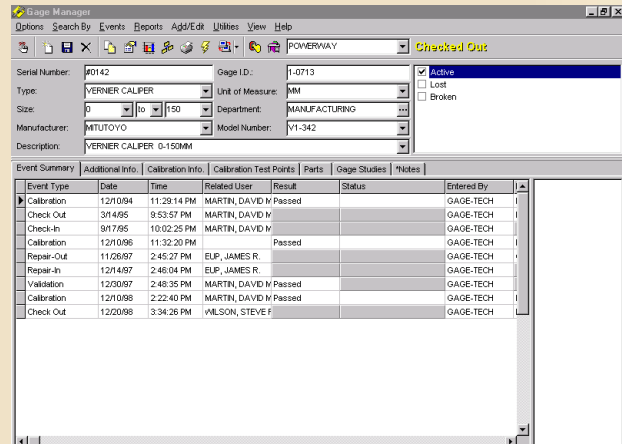 Gage Manager
Options Search By Events Reports Add/Edit Utilities View Help
POWERWAY Checked Out
Serial Number: #0142 Gage I.D.: 1-0713 Active
Type: VERNIER CALIPER Unit of Measure: MM Lost
Size: 0 to 150 Department: MANUFACTURING ... Broken
Manufacturer: MITUTOYO Model Number: V1-342
Description: VERNIER CALIPER 0-150MM
Event Summary Additional Info. Calibration Info. Calibration Test Points Parts Gage Studies *Notes
Event Type Date Time Related User Result Status Entered By
Calibration 12/10/94 11:29:14 PM MARTIN, DAVID M Passed GAGE-TECH
Check Out 3/14/95 9:53:57 PM MARTIN, DAVID M GAGE-TECH
Check-In 9/17/95 10:02:25 PM MARTIN, DAVID M GAGE-TECH
Calibration 12/10/96 11:32:20 PM Passed GAGE-TECH
Repair-Out 11/26/97 2:45:27 PM EUP, JAMES R. GAGE-TECH
Repair-In 12/14/97 2:46:04 PM EUP, JAMES R. GAGE-TECH
Validation 12/30/97 2:48:35 PM MARTIN, DAVID M Passed GAGE-TECH
Calibration 12/10/98 2:22:40 PM MARTIN, DAVID M Passed GAGE-TECH
Check Out 12/20/98 3:34:26 PM WILSON, STEVE F GAGE-TECH